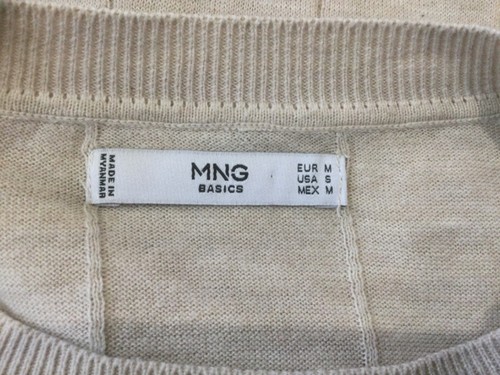 MADE IN
MYANMAR
MNG
BASICS
EUR M
USA S
MEX M